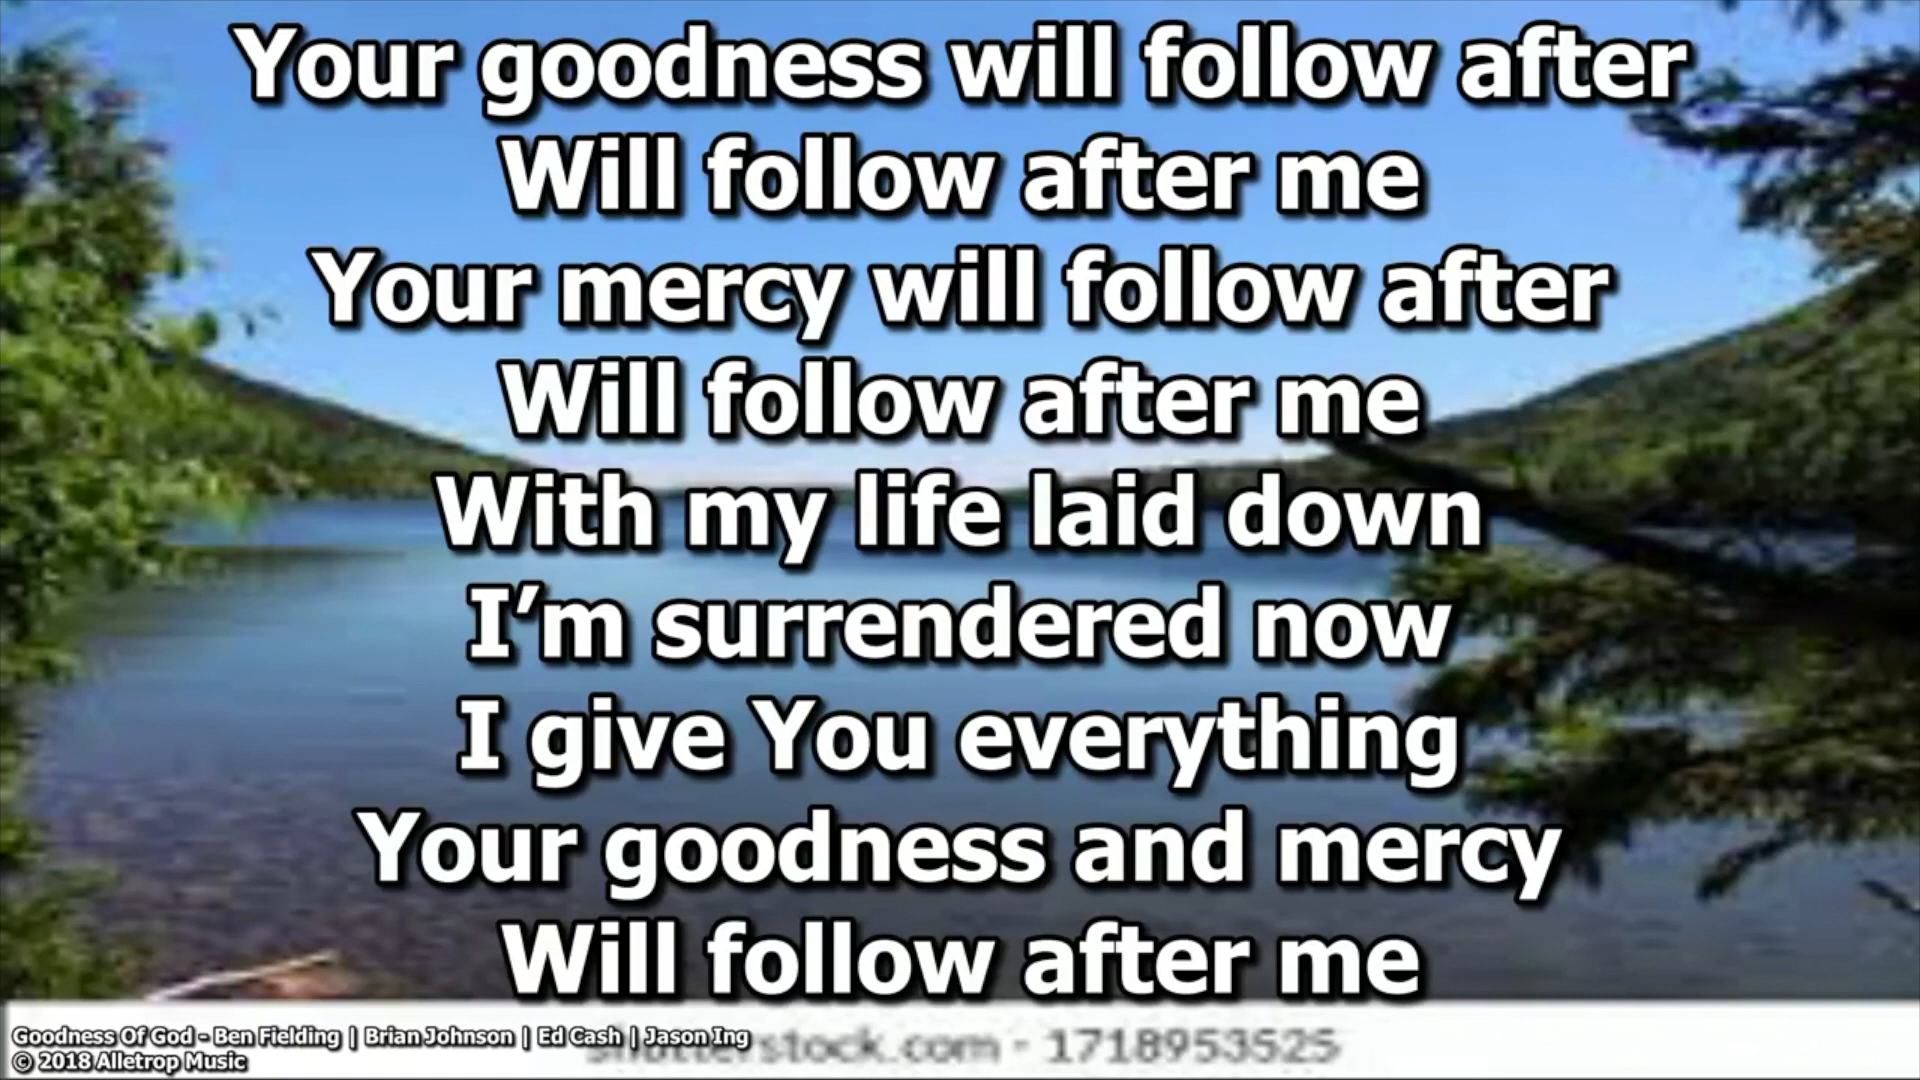 Your goodness will follow after
Will follow after me
Your mercy will follow after
Will follow after me
With my life laid down
I’m surrendered now
I give You everything
Your goodness and mercy
Will follow after me
Goodness Of God - Ben Fielding | Brian Johnson | Ed Cash | Jason Ing
© 2018 Alletrop Music
shutterstock.com · 1718953525